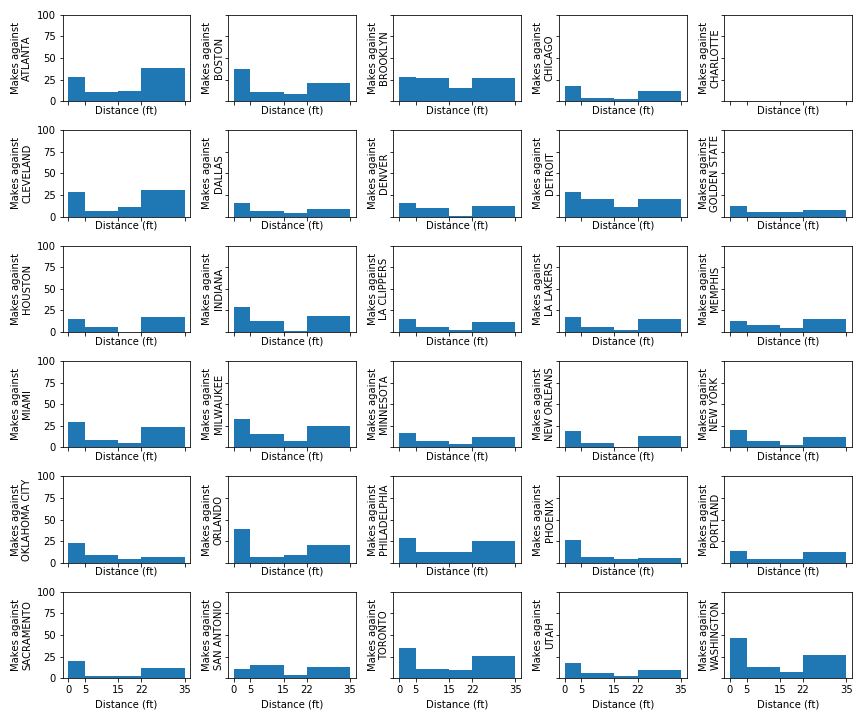 100
75
50
25
0
Makes against
ATLANTA
Distance (ft)
Makes against
BOSTON
Distance (ft)
Makes against
BROOKLYN
Distance (ft)
Makes against
CHICAGO
Distance (ft)
Makes against
CHARLOTTE
Distance (ft)
100
75
50
25
0
Makes against
CLEVELAND
Distance (ft)
Makes against
DALLAS
Distance (ft)
Makes against
DENVER
Distance (ft)
Makes against
DETROIT
Distance (ft)
Makes against
GOLDEN STATE
Distance (ft)
100
75
50
25
0
Makes against
HOUSTON
Distance (ft)
Makes against
INDIANA
Distance (ft)
Makes against
LA CLIPPERS
Distance (ft)
Makes against
LA LAKERS
Distance (ft)
Makes against
MEMPHIS
Distance (ft)
100
75
50
25
0
Makes against
MIAMI
Distance (ft)
Makes against
MILWAUKEE
Distance (ft)
Makes against
MINNESOTA
Distance (ft)
Makes against
NEW ORLEANS
Distance (ft)
Makes against
NEW YORK
Distance (ft)
100
75
50
25
0
Makes against
OKLAHOMA CITY
Distance (ft)
Makes against
ORLANDO
Distance (ft)
Makes against
PHILADELPHIA
Distance (ft)
Makes against
PHOENIX
Distance (ft)
Makes against
PORTLAND
Distance (ft)
100
75
50
25
0
Makes against
SACRAMENTO
0 5 15 22 35
Distance (ft)
Makes against
SAN ANTONIO
0 5 15 22 35
Distance (ft)
Makes against
TORONTO
0 5 15 22 35
Distance (ft)
Makes against
UTAH
0 5 15 22 35
Distance (ft)
Makes against
WASHINGTON
0 5 15 22 35
Distance (ft)